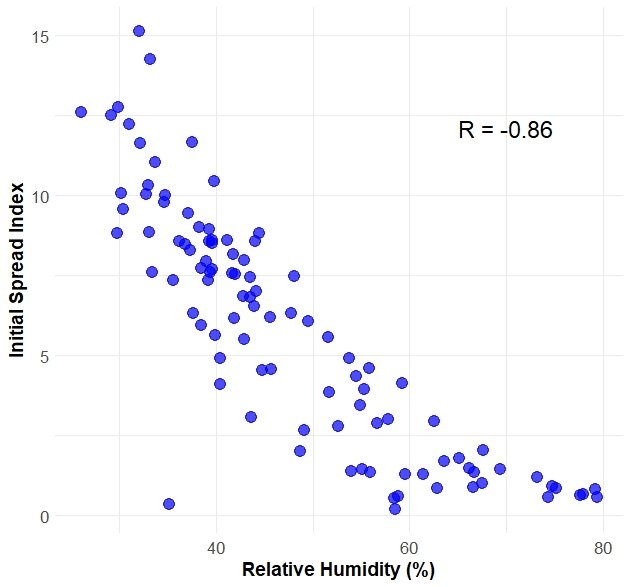 15
R = -0.86
10
Initial Spread Index
5
0
40 60 80
Relative Humidity (%)